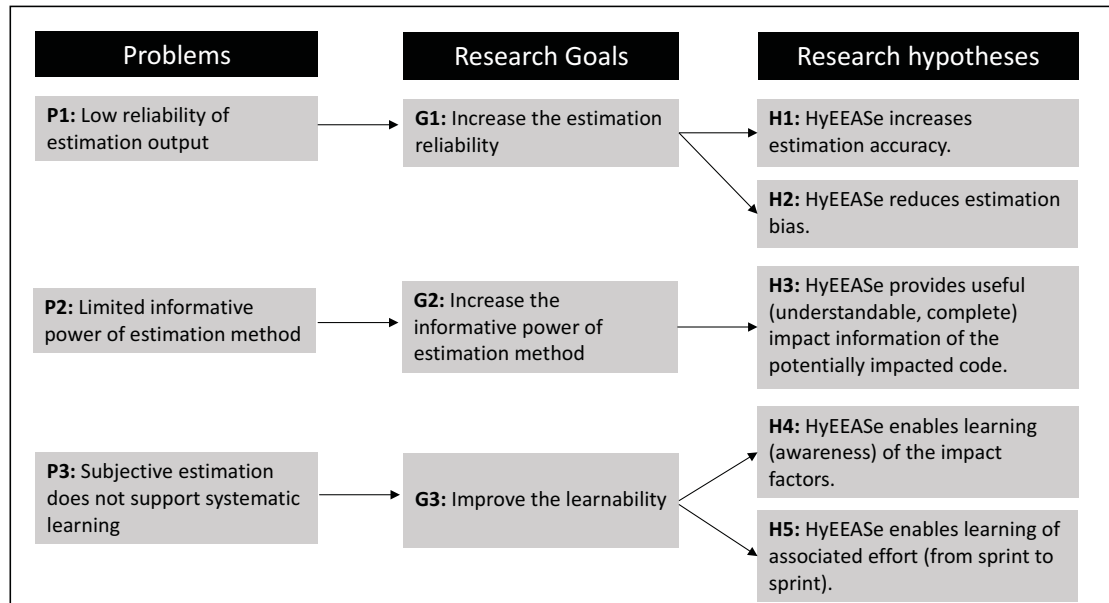 Problems
Research Goals
Research hypotheses
P1: Low reliability of
estimation output
G1: Increase the estimation
reliability
H1: HyEEASe increases
estimation accuracy.
H2: HyEEASe reduces estimation
bias.
P2: Limited informative
power of estimation method
G2: Increase the
informative power of
estimation method
H3: HyEEASe provides useful
(understandable, complete)
impact information of the
potentially impacted code.
P3: Subjective estimation
does not support systematic
learning
G3: Improve the learnability
H4: HyEEASe enables learning
(awareness) of the impact
factors.
H5: HyEEASe enables learning of
associated effort (from sprint to
sprint).